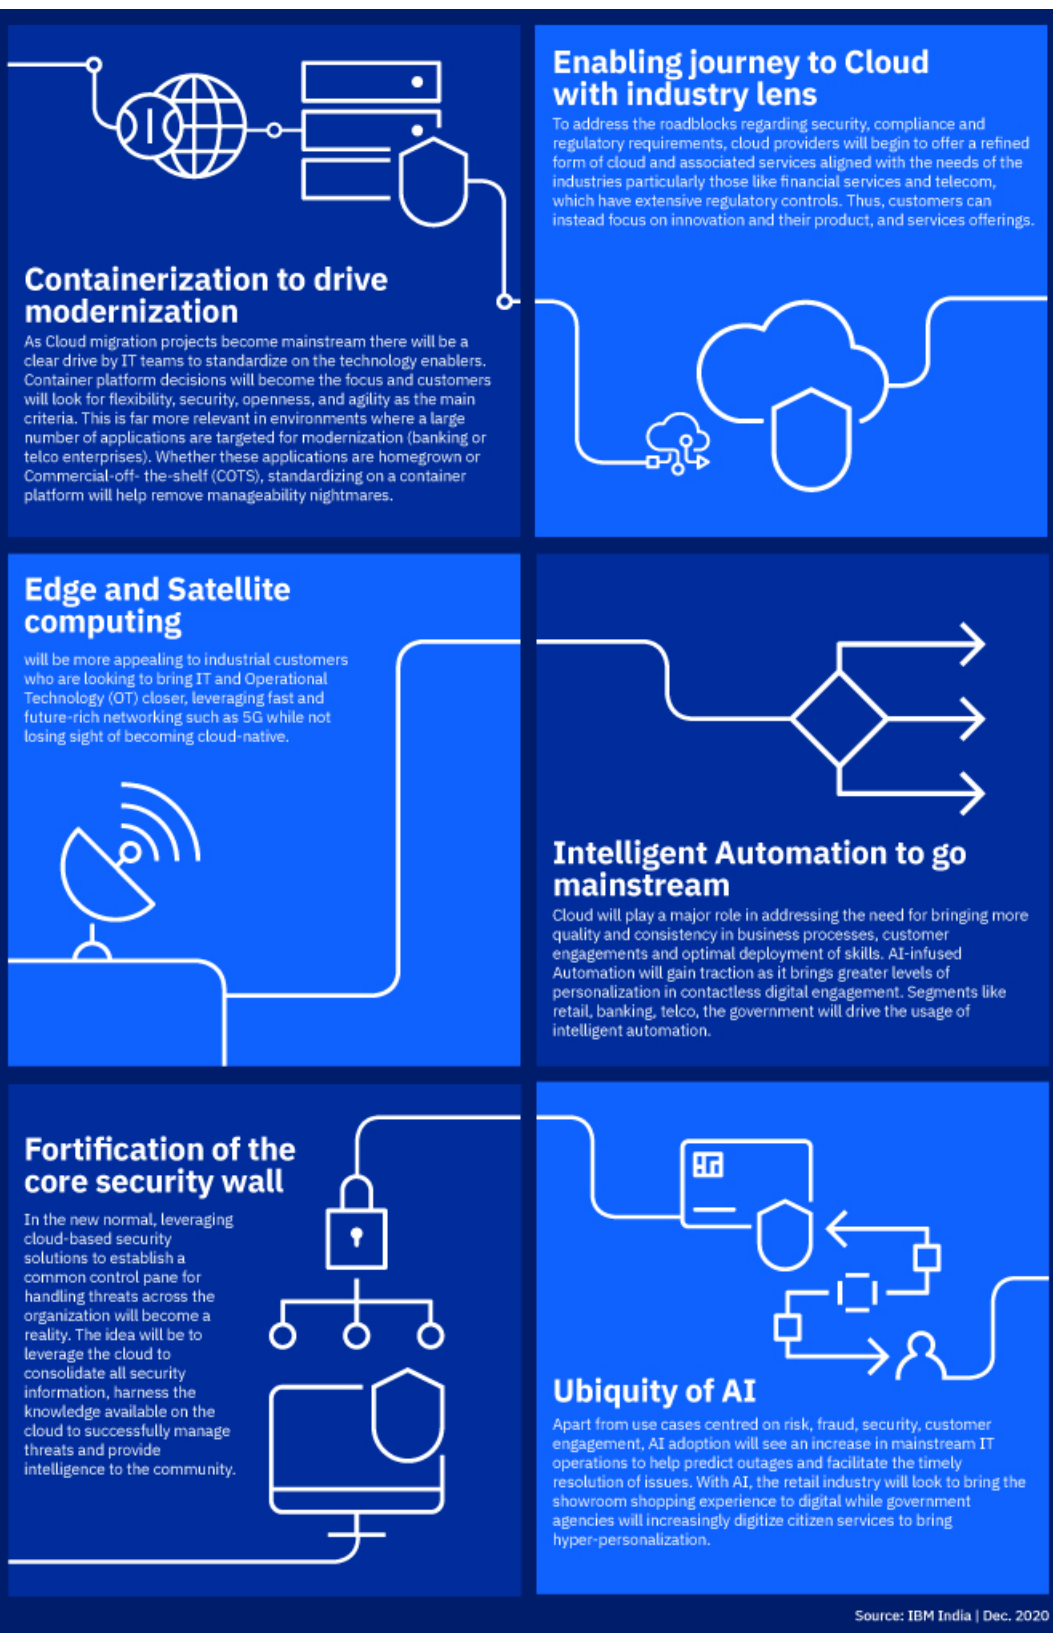 Containerization to drive
modernization
As Cloud migration projects become mainstream there will be a
clear drive by IT teams to standardize on the technology enablers.
Container platform decisions will become the focus and customers
will look for flexibility, security, openness, and agility as the main
criteria. This is far more relevant in environments where a large
number of applications are targeted for modernization (banking or
telco enterprises). Whether these applications are homegrown or
Commercial-off- the-shelf (COTS), standardizing on a container
platform will help remove manageability nightmares.
Enabling journey to Cloud
with industry lens
To address the roadblocks regarding security, compliance and
regulatory requirements, cloud providers will begin to offer a refined
form of cloud and associated services aligned with the needs of the
industries particularly those like financial services and telecom,
which have extensive regulatory controls. Thus, customers can
instead focus on innovation and their product, and services offerings.
Edge and Satellite
computing
will be more appealing to industrial customers
who are looking to bring IT and Operational
Technology (OT) closer, leveraging fast and
future-rich networking such as 5G while not
losing sight of becoming cloud-native.
Intelligent Automation to go
mainstream
Cloud will play a major role in addressing the need for bringing more
quality and consistency in business processes, customer
engagements and optimal deployment of skills. AI-infused
Automation will gain traction as it brings greater levels of
personalization in contactless digital engagement. Segments like
retail, banking, telco, the government will drive the usage of
intelligent automation.
Fortification of the
core security wall
In the new normal, leveraging
cloud-based security
solutions to establish a
common control pane for
handling threats across the
organization will become a
reality. The idea will be to
leverage the cloud to
consolidate all security
information, harness the
knowledge available on the
cloud to successfully manage
threats and provide
intelligence to the community.
Ubiquity of AI
Apart from use cases centred on risk, fraud, security, customer
engagement, AI adoption will see an increase in mainstream IT
operations to help predict outages and facilitate the timely
resolution of issues. With AI, the retail industry will look to bring the
showroom shopping experience to digital while government
agencies will increasingly digitize citizen services to bring
hyper-personalization.
Source: IBM India | Dec. 2020